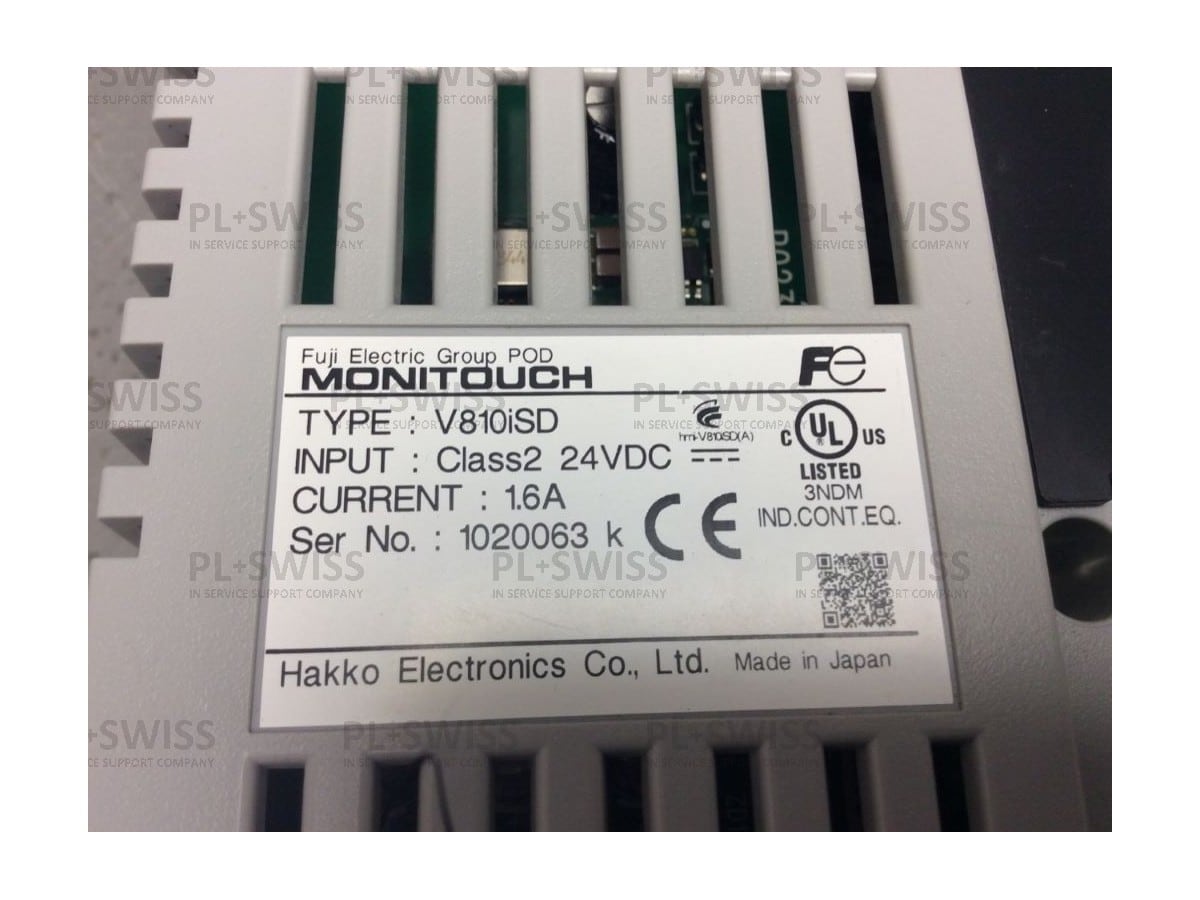 Fuji Electric Group POD
MONITOUCH
Fe
TYPE : V810iSD
hmi-V810iSD(A)
C UL US
®
LISTED
3NDM
IND.CONT.EQ.
INPUT : Class2 24VDC
CURRENT : 1.6A
CE
Ser No. : 1020063 k
Hakko Electronics Co., Ltd. Made in Japan
PL+SWISS
IN SERVICE SUPPORT COMPANY